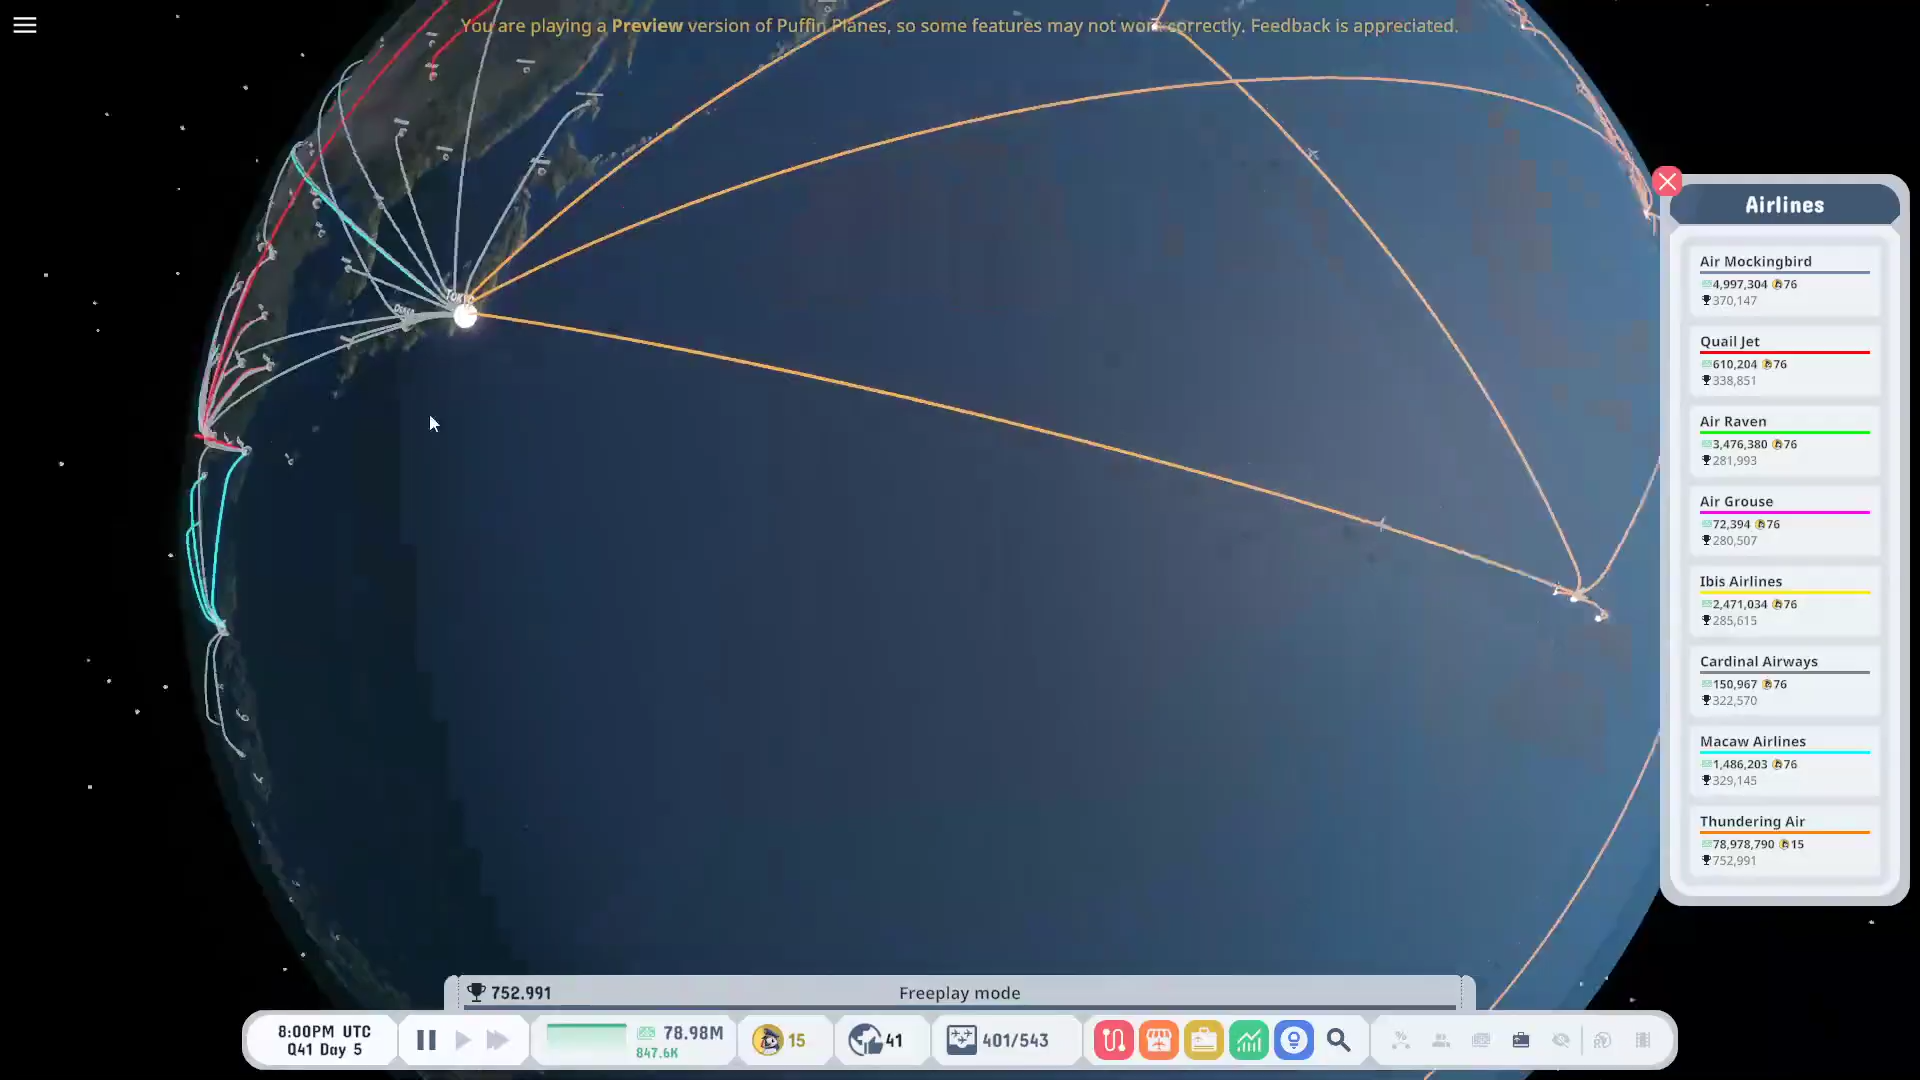 You are playing a Preview version of Puffin Planes, so some features may not work correctly. Feedback is appreciated.
Tokyo
Osaka
Airlines
Air Mockingbird
4,997,304 76
370,147
Quail Jet
610,204 76
338,851
Air Raven
3,476,380 76
281,993
Air Grouse
72,394 76
280,507
Ibis Airlines
2,471,034 76
285,615
Cardinal Airways
150,967 76
322,570
Macaw Airlines
1,486,203 76
329,145
Thundering Air
78,978,790 15
752,991
752,991 Freeplay mode
8:00PM UTC
Q41 Day 5
78.98M
847.6K
15
41
401/543